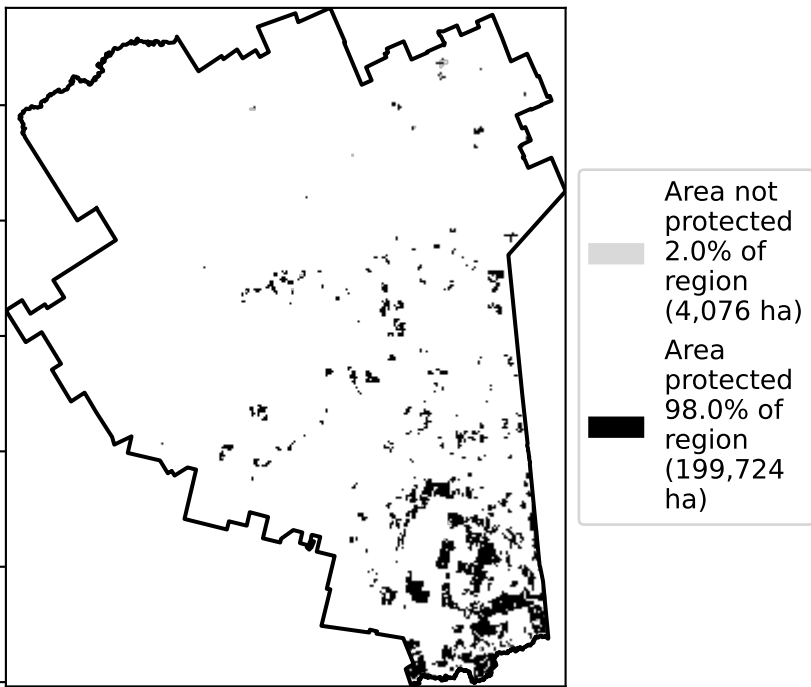 Area not
protected
2.0% of
region
(4,076 ha)
Area
protected
98.0% of
region
(199,724
ha)